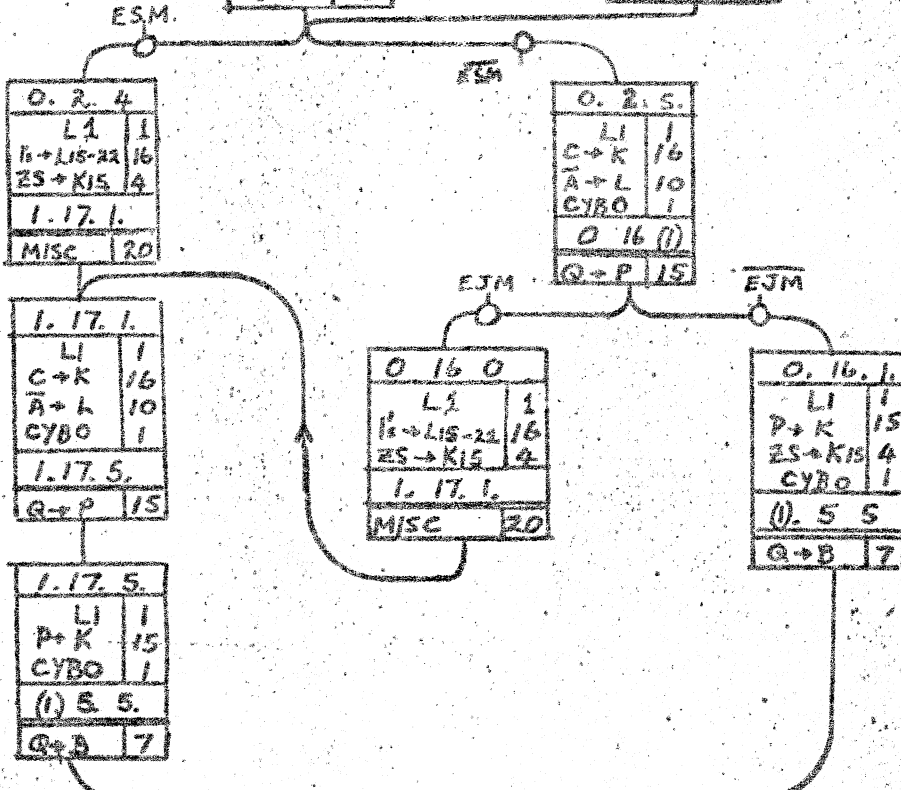 ESM.
E̅S̅M̅
0. 2. 4
L1 1
1's→L15-22 16
ZS→K15 4
1. 17. 1.
MISC 20
0. 2. 5.
L1 1
C→K 16
A̅→L 10
CYBO 1
0 16 (1)
Q→P 15
EJM
E̅J̅M̅
1. 17. 1.
L1 1
C→K 16
A̅→L 10
CYBO 1
1. 17. 5.
Q→P 15
0 16 0
L1 1
1's→L15-22 16
ZS→K15 4
1. 17. 1.
MISC 20
0. 16. 1.
L1 1
P→K 15
ZS→K15 4
CYBO 1
(1). 5 5
Q→B 7
1. 17. 5.
L1 1
P→K 15
CYBO 1
(1) 5. 5.
Q→B 7